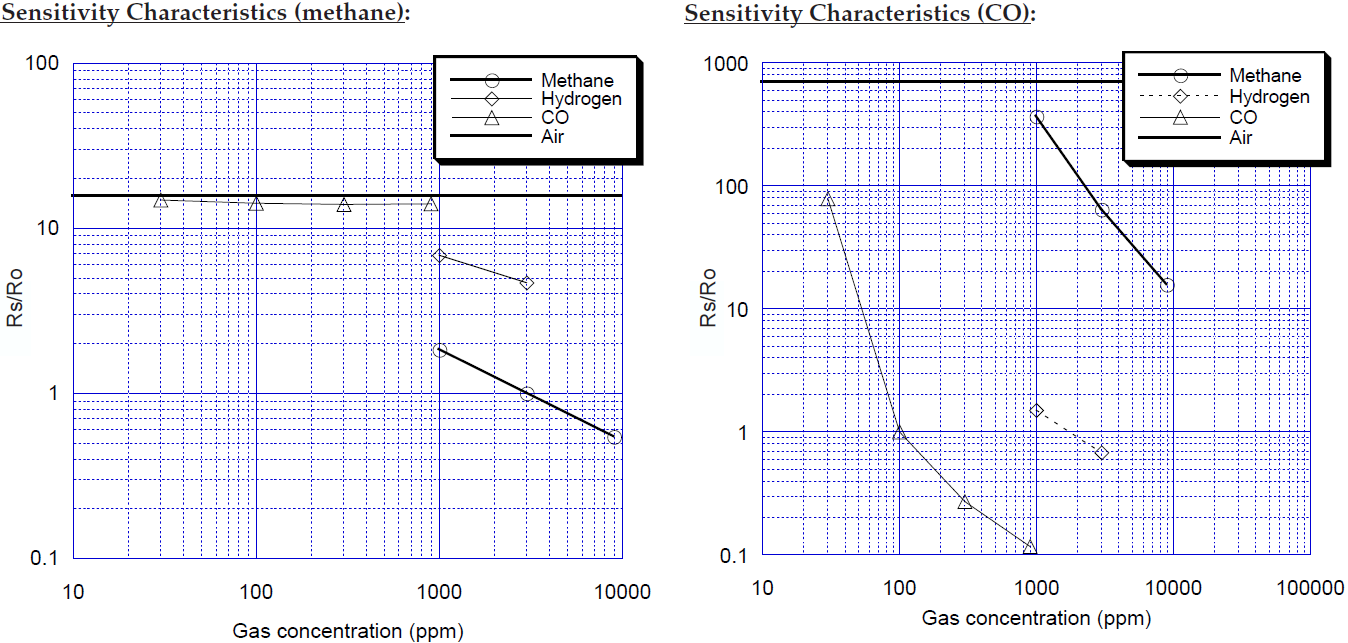 Sensitivity Characteristics (methane):
100
10
1
0.1
Rs/Ro
Methane
Hydrogen
CO
Air
10
100
1000
10000
Gas concentration (ppm)
Sensitivity Characteristics (CO):
1000
100
10
1
0.1
Rs/Ro
Methane
Hydrogen
CO
Air
10
100
1000
10000
100000
Gas concentration (ppm)